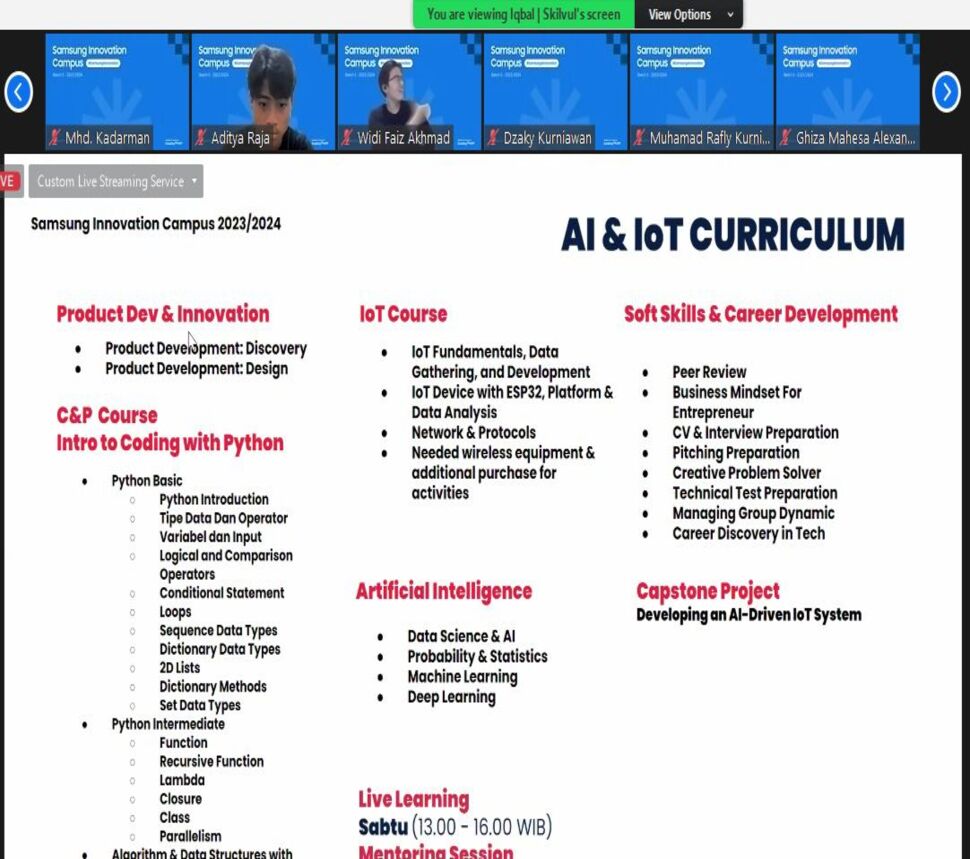 You are viewing Iqbal | Skilvul's screen
View Options
Samsung Innovation
Campus
Mhd. Kadarman
Samsung Innovation
Campus
Aditya Raja
Samsung Innovation
Campus
Widi Faiz Akhmad
Samsung Innovation
Campus
Dzaky Kurniawan
Samsung Innovation
Campus
Muhamad Rafly Kurni...
Samsung Innovation
Campus
Ghiza Mahesa Alexan...
VE
Custom Live Streaming Service
Samsung Innovation Campus 2023/2024
AI & IoT CURRICULUM
Product Dev & Innovation
• Product Development: Discovery
• Product Development: Design
C&P Course
Intro to Coding with Python
• Python Basic
○ Python Introduction
○ Tipe Data Dan Operator
○ Variabel dan Input
○ Logical and Comparison
Operators
○ Conditional Statement
○ Loops
○ Sequence Data Types
○ Dictionary Data Types
○ 2D Lists
○ Dictionary Methods
○ Set Data Types
• Python Intermediate
○ Function
○ Recursive Function
○ Lambda
○ Closure
○ Class
○ Parallelism
• Algorithm & Data Structures with
IoT Course
• IoT Fundamentals, Data
Gathering, and Development
• IoT Device with ESP32, Platform &
Data Analysis
• Network & Protocols
• Needed wireless equipment &
additional purchase for
activities
Artificial Intelligence
• Data Science & AI
• Probability & Statistics
• Machine Learning
• Deep Learning
Live Learning
Sabtu (13.00 - 16.00 WIB)
Mentoring Session
Soft Skills & Career Development
• Peer Review
• Business Mindset For
Entrepreneur
• CV & Interview Preparation
• Pitching Preparation
• Creative Problem Solver
• Technical Test Preparation
• Managing Group Dynamic
• Career Discovery in Tech
Capstone Project
Developing an AI-Driven IoT System